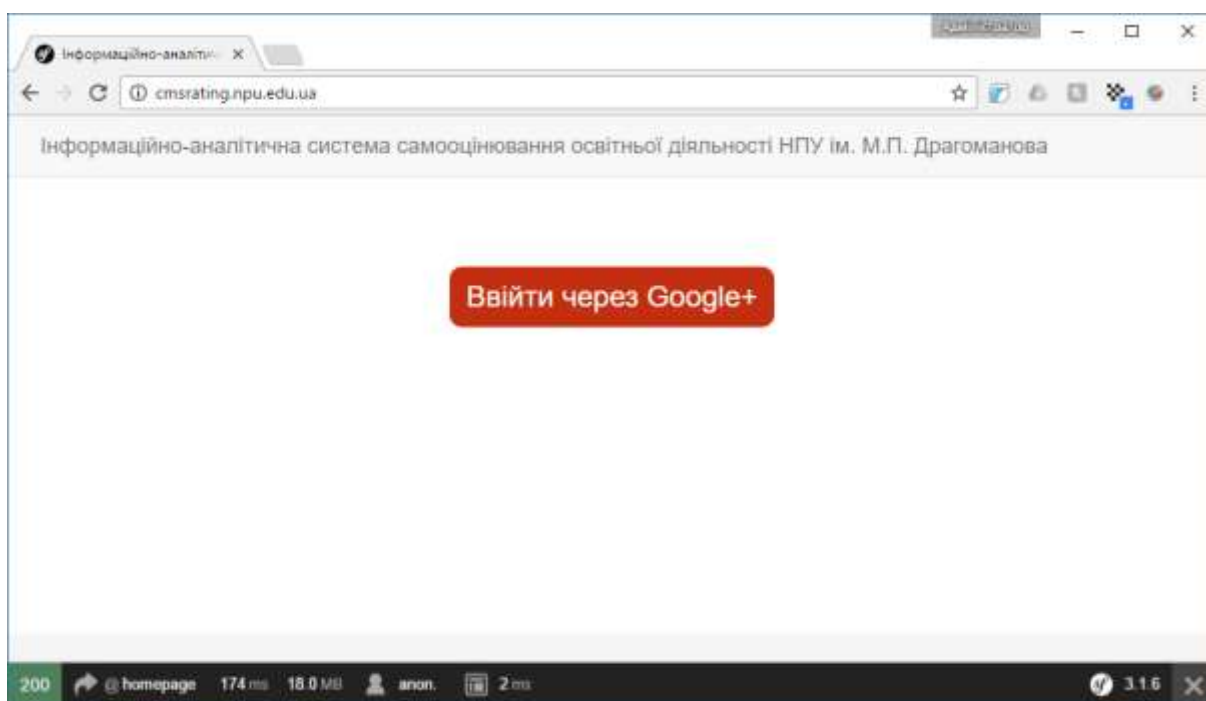 Інформаційно-аналіти
cmsrating.npu.edu.ua
Інформаційно-аналітична система самооцінювання освітньої діяльності НПУ ім. М.П. Драгоманова
Ввійти через Google+
200 @ homepage 174 ms 18.0 MB anon. 2 ms 3.1.6